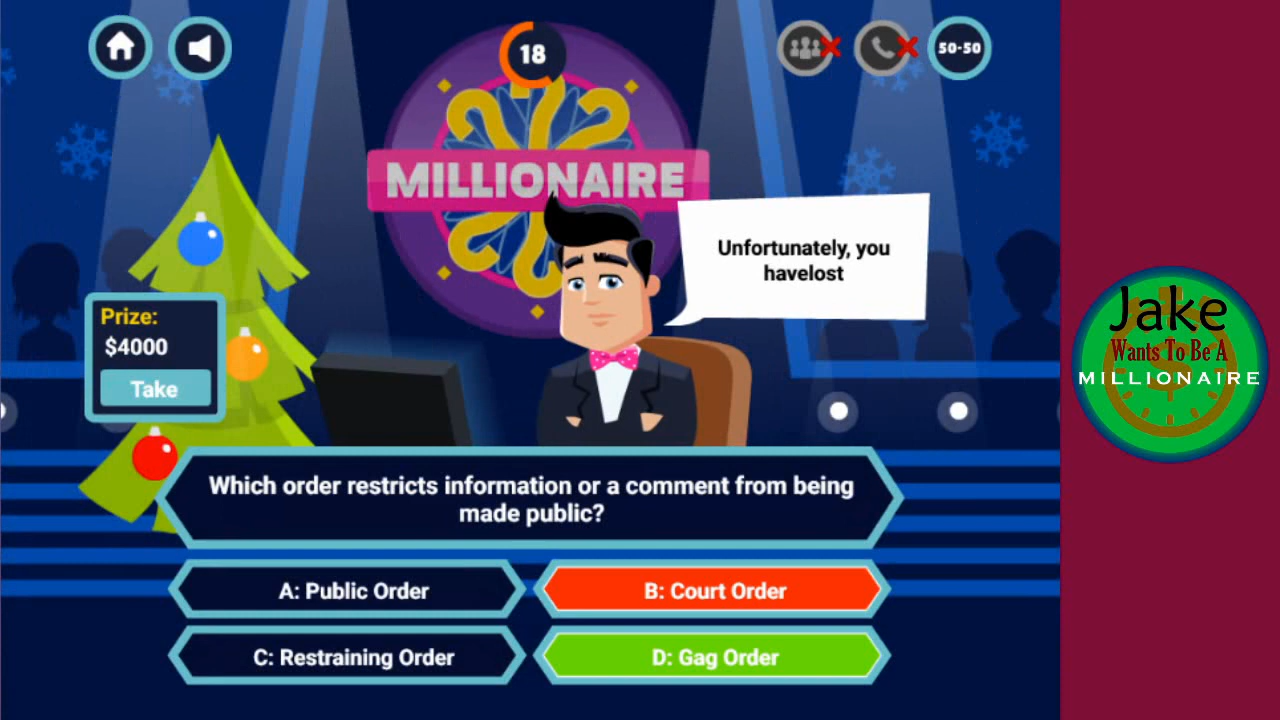 18
50-50
MILLIONAIRE
Unfortunately, you
havelost
Prize:
$4000
Take
Which order restricts information or a comment from being
made public?
A: Public Order
B: Court Order
C: Restraining Order
D: Gag Order
Jake
Wants To Be A
MILLIONAIRE